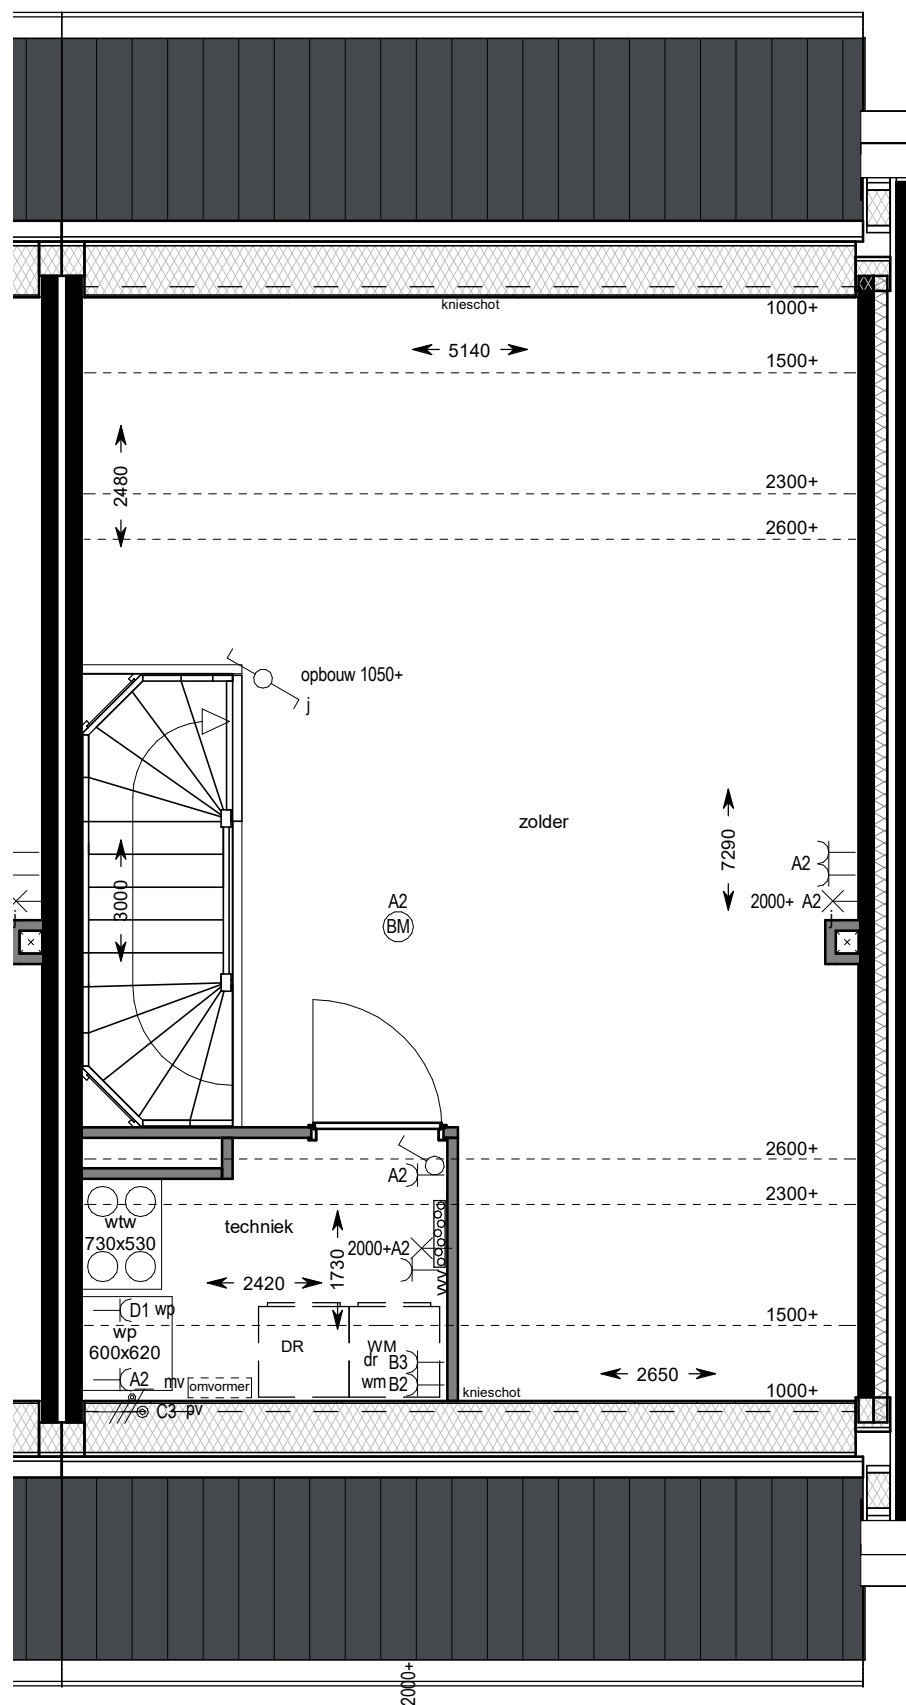 knieschot
1000+
5140
1500+
2480
2300+
2600+
opbouw 1050+
j
zolder
7290
A2
3000
A2
2000+ A2
j
j
BM
2600+
A2
2300+
wtw
730x530
techniek
2000+A2
1730
2420
VV
D1 wp
wp
600x620
1500+
DR
WM
dr B3
A2
mv
omvormer
wm B2
2650
knieschot
1000+
C3 pv
2000+